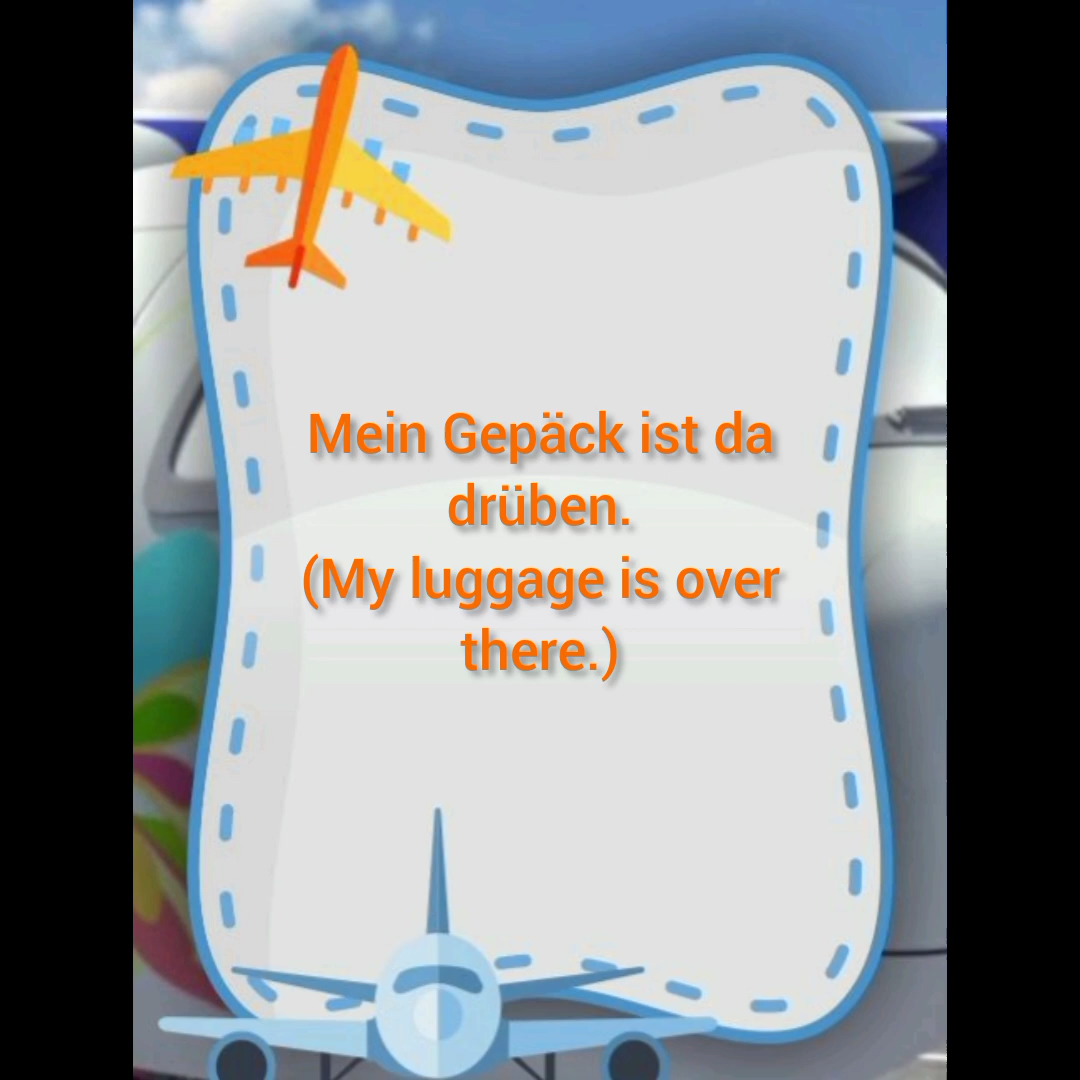 Mein Gepäck ist da
drüben.
(My luggage is over
there.)